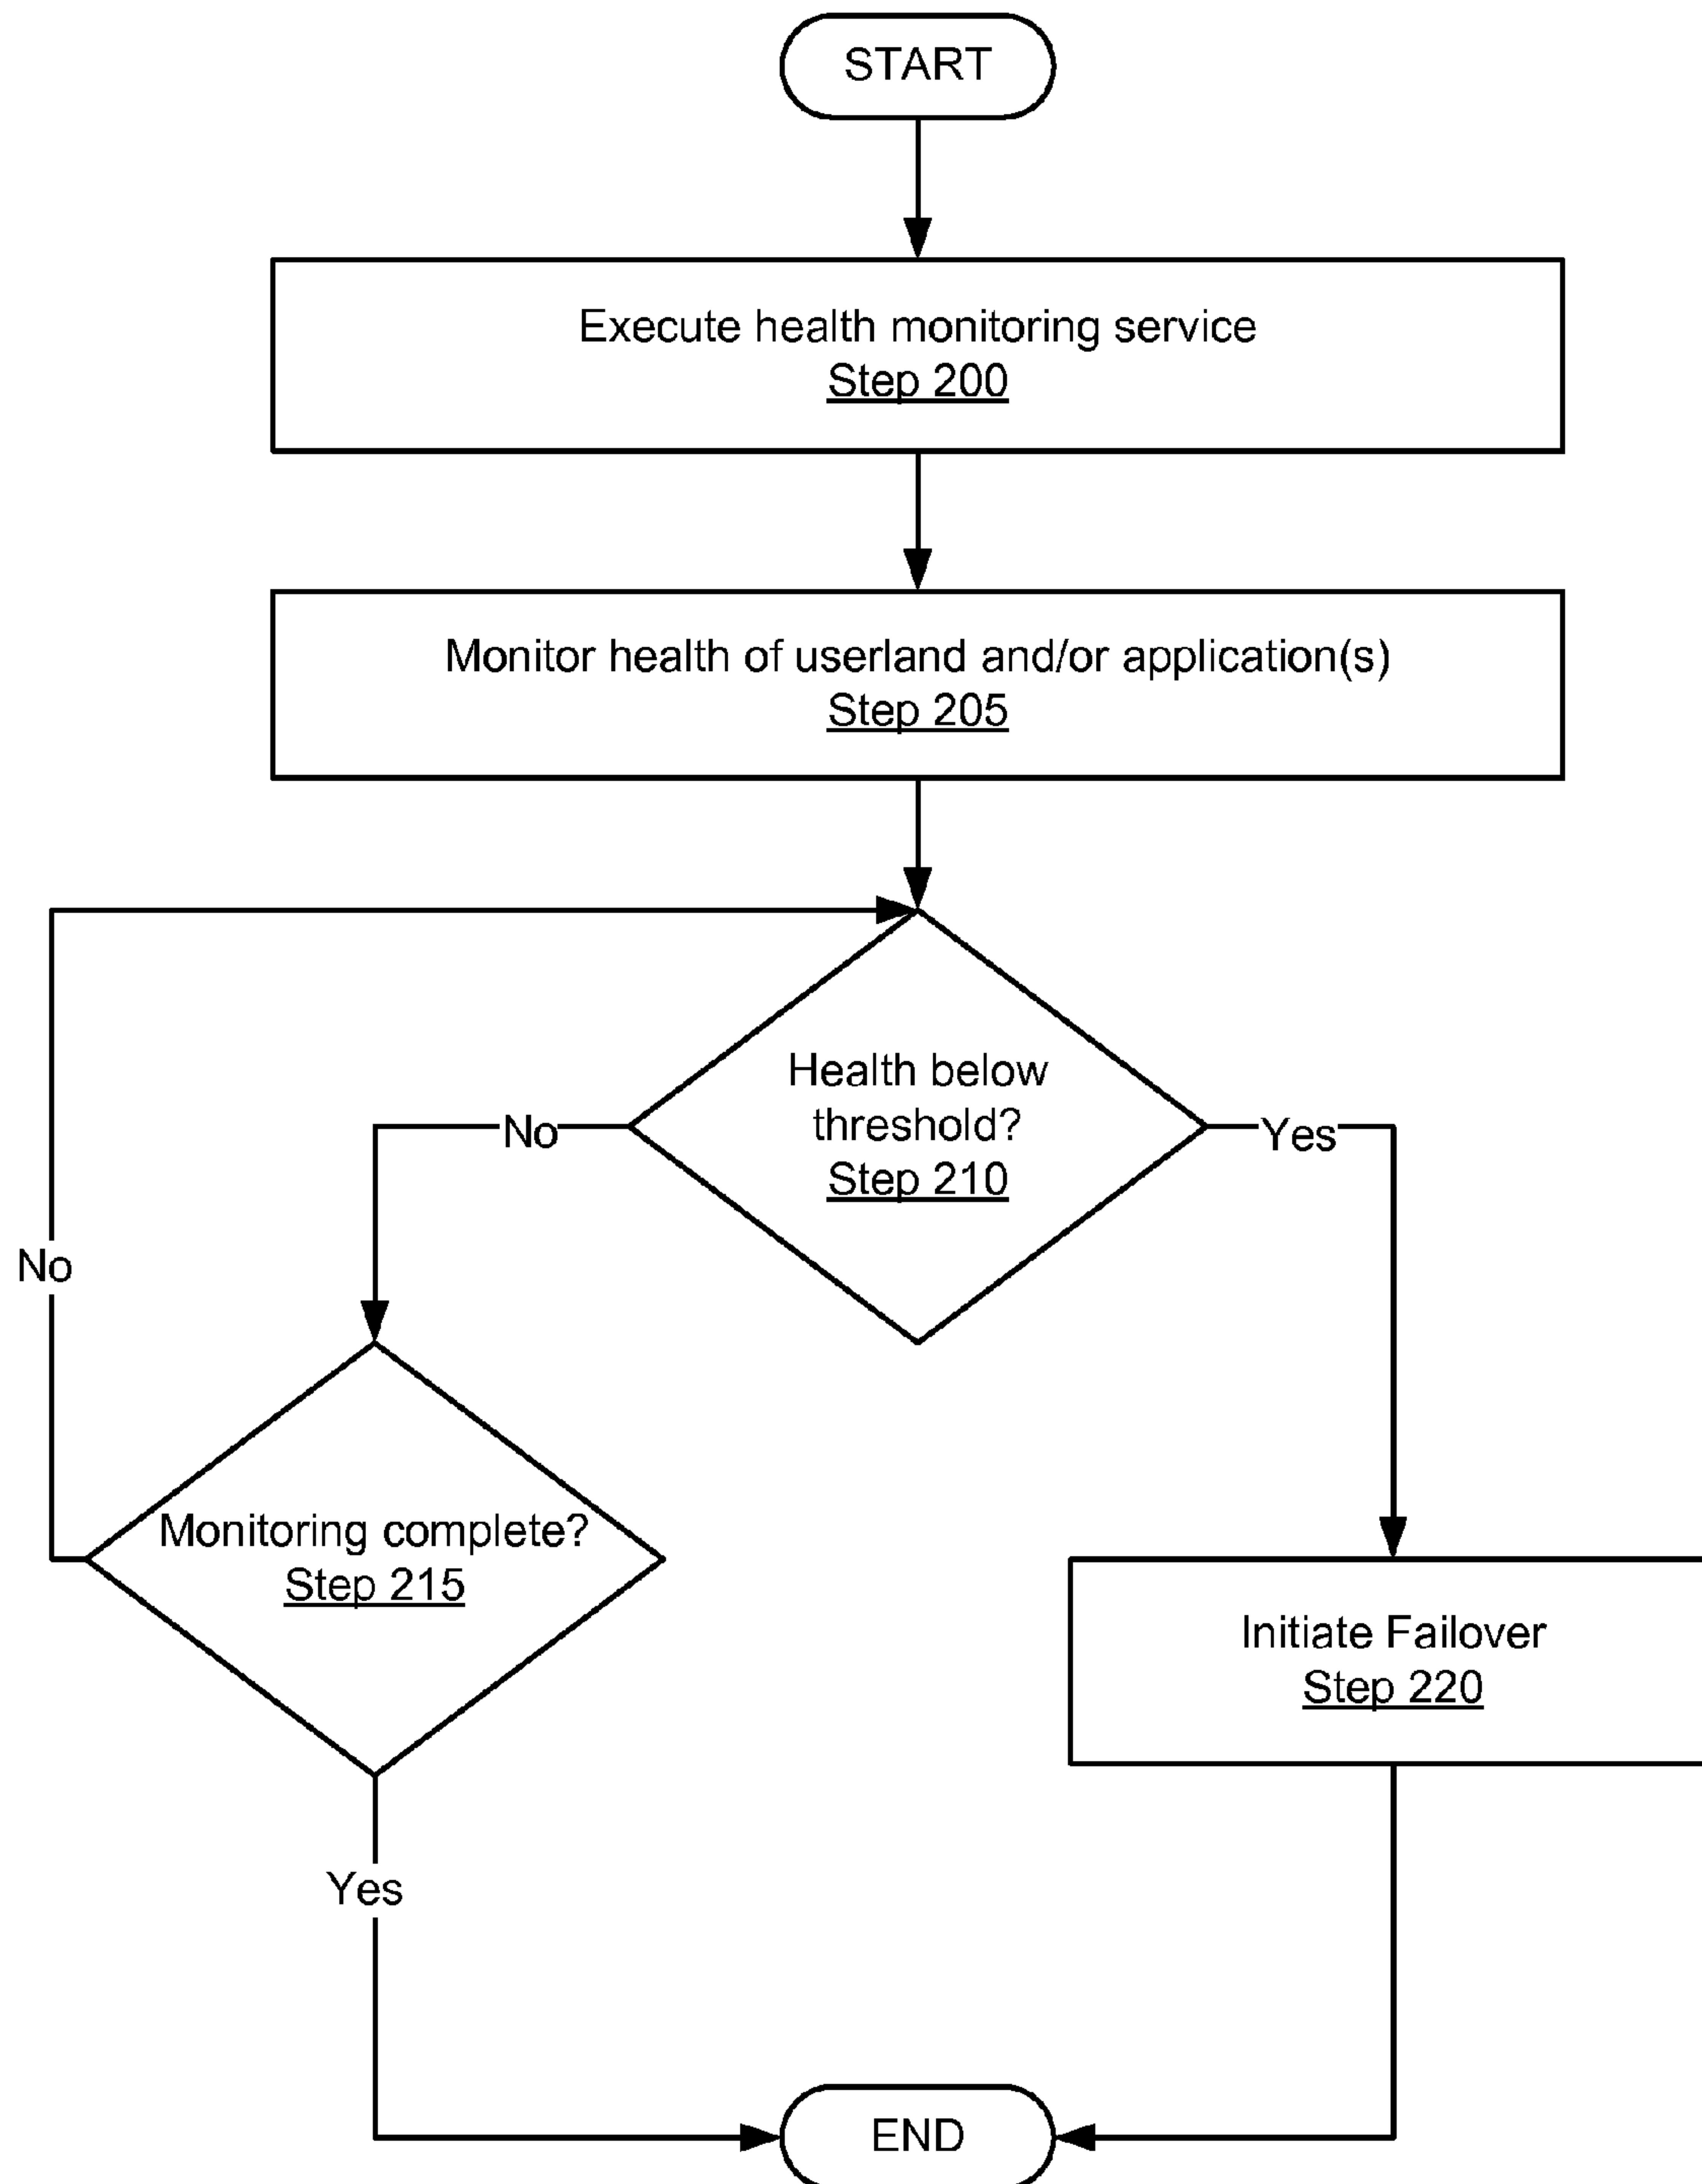 START
Execute health monitoring service
Step 200
Monitor health of userland and/or application(s)
Step 205
Health below
threshold?
Step 210
No
Yes
No
Monitoring complete?
Step 215
Initiate Failover
Step 220
Yes
END